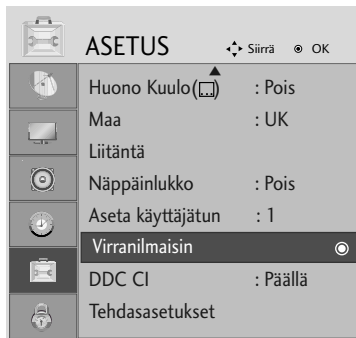 ASETUS Siirrä OK
Huono Kuulo(...) : Pois
Maa : UK
Liitäntä
Näppäinlukko : Pois
Aseta käyttäjätun : 1
Virranilmaisin
DDC CI : Päällä
Tehdasasetukset